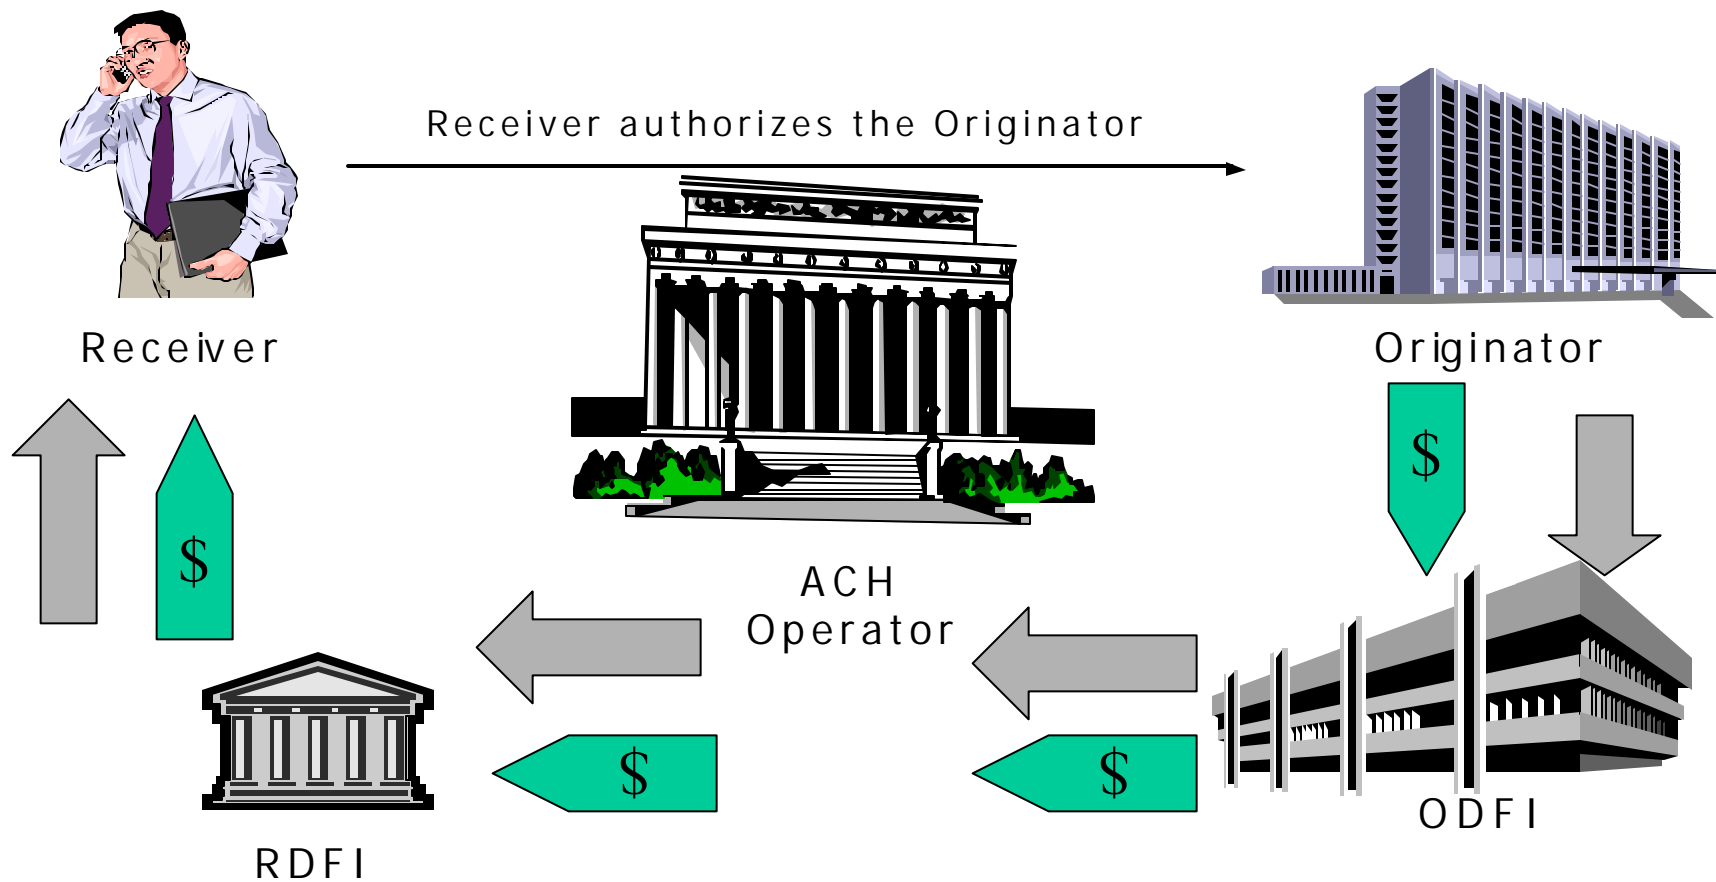 Receiver authorizes the Originator
Receiver
Originator
$
$
ACH
Operator
$
$
ODFI
RDFI